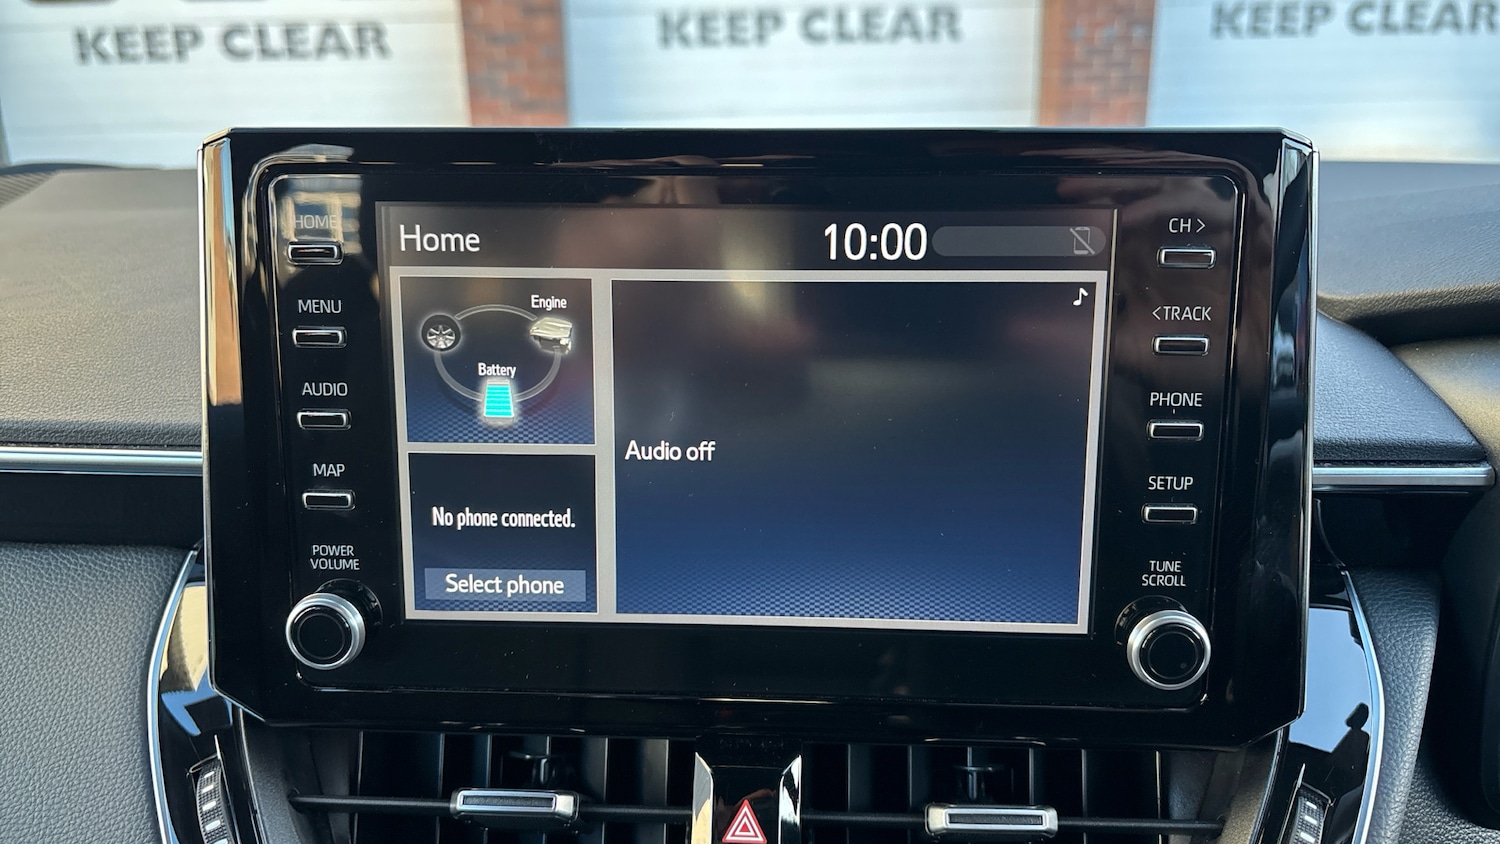 KEEP CLEAR
KEEP CLEAR
KEEP CLEAR
HOME
MENU
AUDIO
MAP
POWER
VOLUME
Home
10:00
Engine
Battery
No phone connected.
Select phone
Audio off
CH >
< TRACK
PHONE
SETUP
TUNE
SCROLL